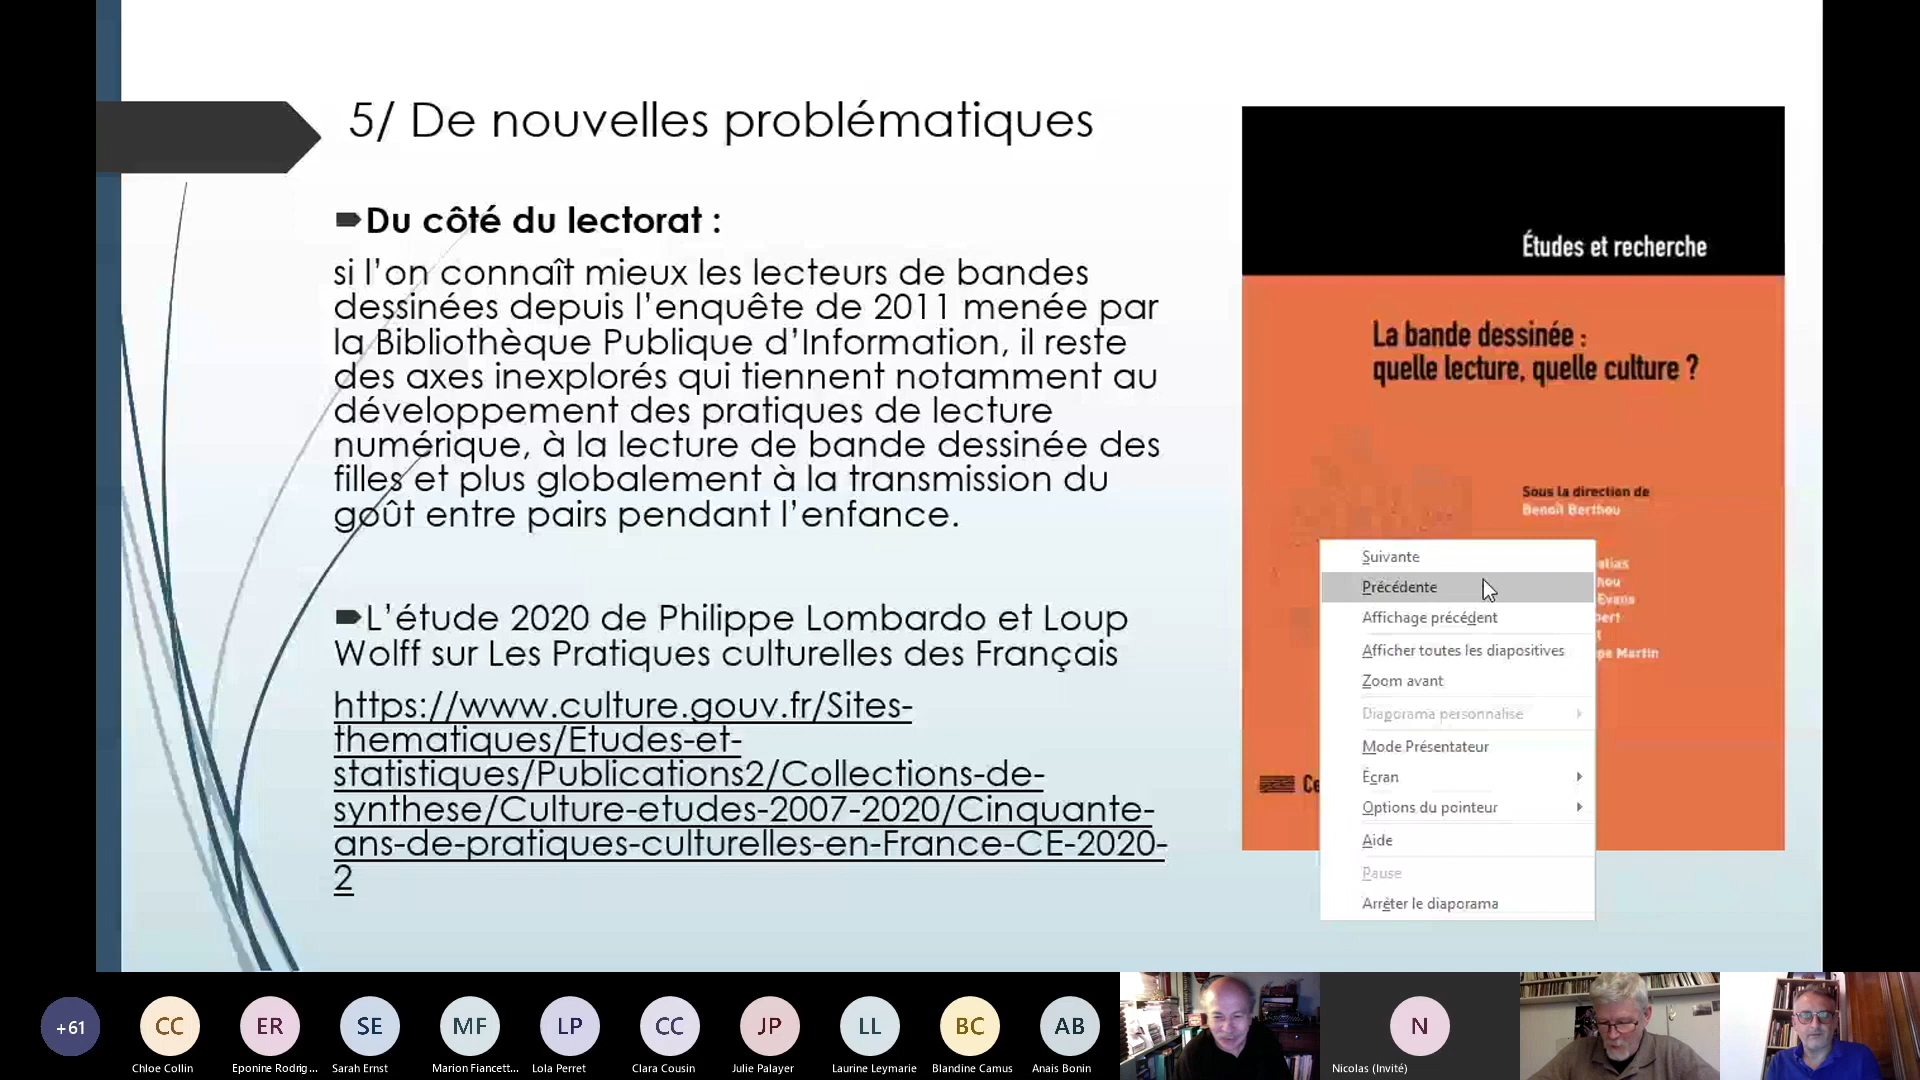 5/ De nouvelles problématiques
Du côté du lectorat :
si l’on connaît mieux les lecteurs de bandes
dessinées depuis l’enquête de 2011 menée par
la Bibliothèque Publique d’Information, il reste
des axes inexplorés qui tiennent notamment au
développement des pratiques de lecture
numérique, à la lecture de bande dessinée des
filles et plus globalement à la transmission du
goût entre pairs pendant l’enfance.
L’étude 2020 de Philippe Lombardo et Loup
Wolff sur Les Pratiques culturelles des Français
https://www.culture.gouv.fr/Sites-
thematiques/Etudes-et-
statistiques/Publications2/Collections-de-
synthese/Culture-etudes-2007-2020/Cinquante-
ans-de-pratiques-culturelles-en-France-CE-2020-
2
Études et recherche
La bande dessinée :
quelle lecture, quelle culture ?
Sous la direction de
Benoît Berthou
Evans
Martin
Suivante
Précédente
Affichage précédent
Afficher toutes les diapositives
Zoom avant
Diaporama personnalisé
Mode Présentateur
Écran
Options du pointeur
Aide
Pause
Arrêter le diaporama
+61
CC
ER
SE
MF
LP
CC
JP
LL
BC
AB
N
Chloe Collin
Eponine Rodrig...
Sarah Ernst
Marion Fiancett...
Lola Perret
Clara Cousin
Julie Palayer
Laurine Leymarie
Blandine Camus
Anais Bonin
Nicolas (Invité)